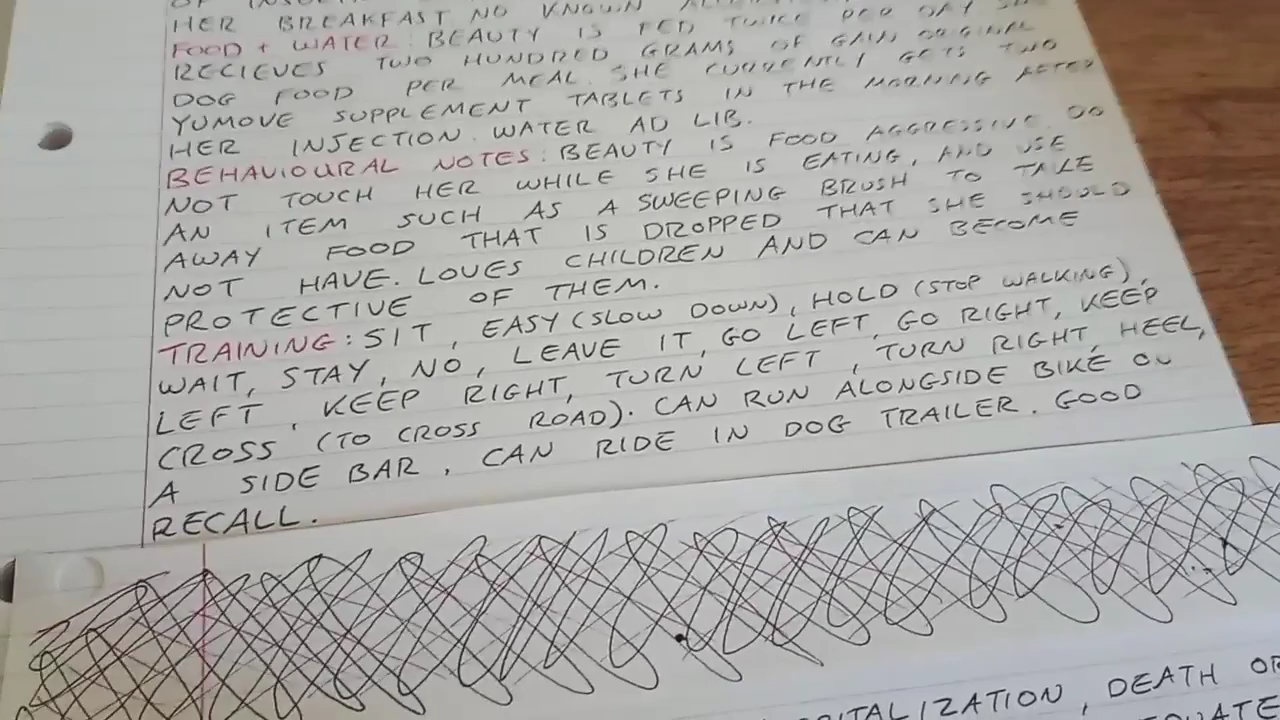 HER BREAKFAST NO KNOWN
FOOD + WATER: BEAUTY IS FED TWICE PER DAY SHE
RECIEVES TWO HUNDRED GRAMS OF GAIN ORIGINAL
DOG FOOD PER MEAL. SHE CURRENTLY GETS TWO
YUMOVE SUPPLEMENT TABLETS IN THE MORNING AFTER
HER INJECTION. WATER AD LIB.
BEHAVIOURAL NOTES: BEAUTY IS FOOD AGGRESSIVE DO
NOT TOUCH HER WHILE SHE IS EATING, AND USE
AN ITEM SUCH AS A SWEEPING BRUSH TO TAKE
AWAY FOOD THAT IS DROPPED THAT SHE SHOULD
NOT HAVE. LOVES CHILDREN AND CAN BECOME
PROTECTIVE OF THEM.
TRAINING: SIT, EASY (SLOW DOWN), HOLD (STOP WALKING),
WAIT, STAY, NO, LEAVE IT, GO LEFT, GO RIGHT, KEEP
LEFT, KEEP RIGHT, TURN LEFT, TURN RIGHT, HEEL,
CROSS (TO CROSS ROAD). CAN RUN ALONGSIDE BIKE ON
A SIDE BAR, CAN RIDE IN DOG TRAILER. GOOD
RECALL.
DEATH OR